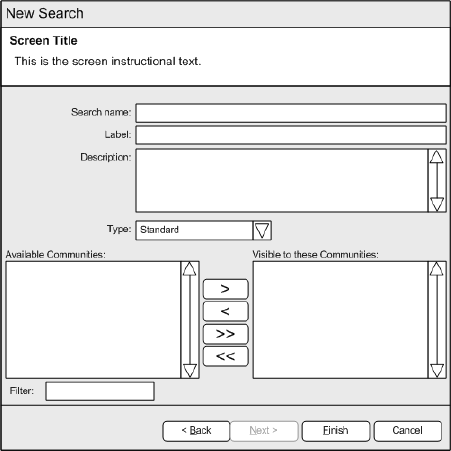 New Search
Screen Title
This is the screen instructional text.
Search name:
Label:
Description:
Type: Standard
Available Communities: Visible to these Communities:
>
<
>>
<<
Filter:
< Back Next > Finish Cancel